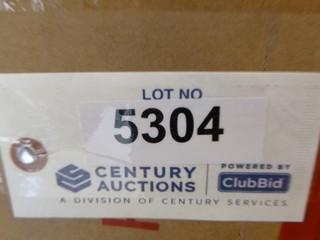 LOT NO
5304
CENTURY AUCTIONS
POWERED BY
ClubBid
A DIVISION OF CENTURY SERVICES